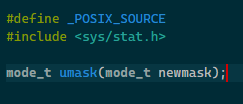 #define _POSIX_SOURCE
#include <sys/stat.h>
mode_t umask(mode_t newmask);